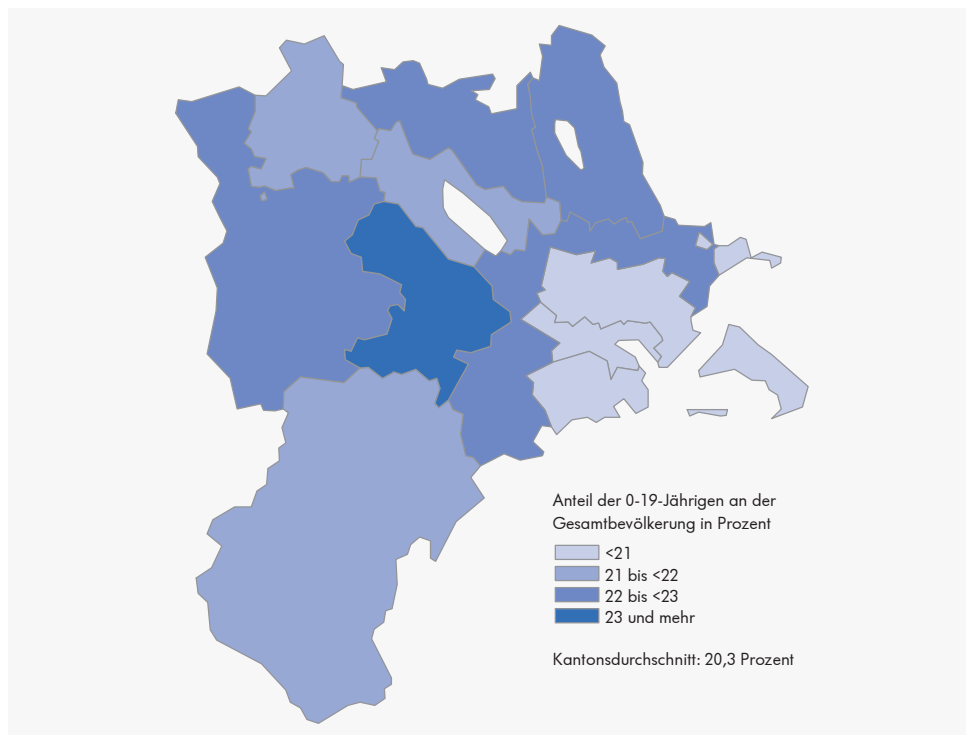 Anteil der 0-19-Jährigen an der
Gesamtbevölkerung in Prozent
<21
21 bis <22
22 bis <23
23 und mehr
Kantonsdurchschnitt: 20,3 Prozent